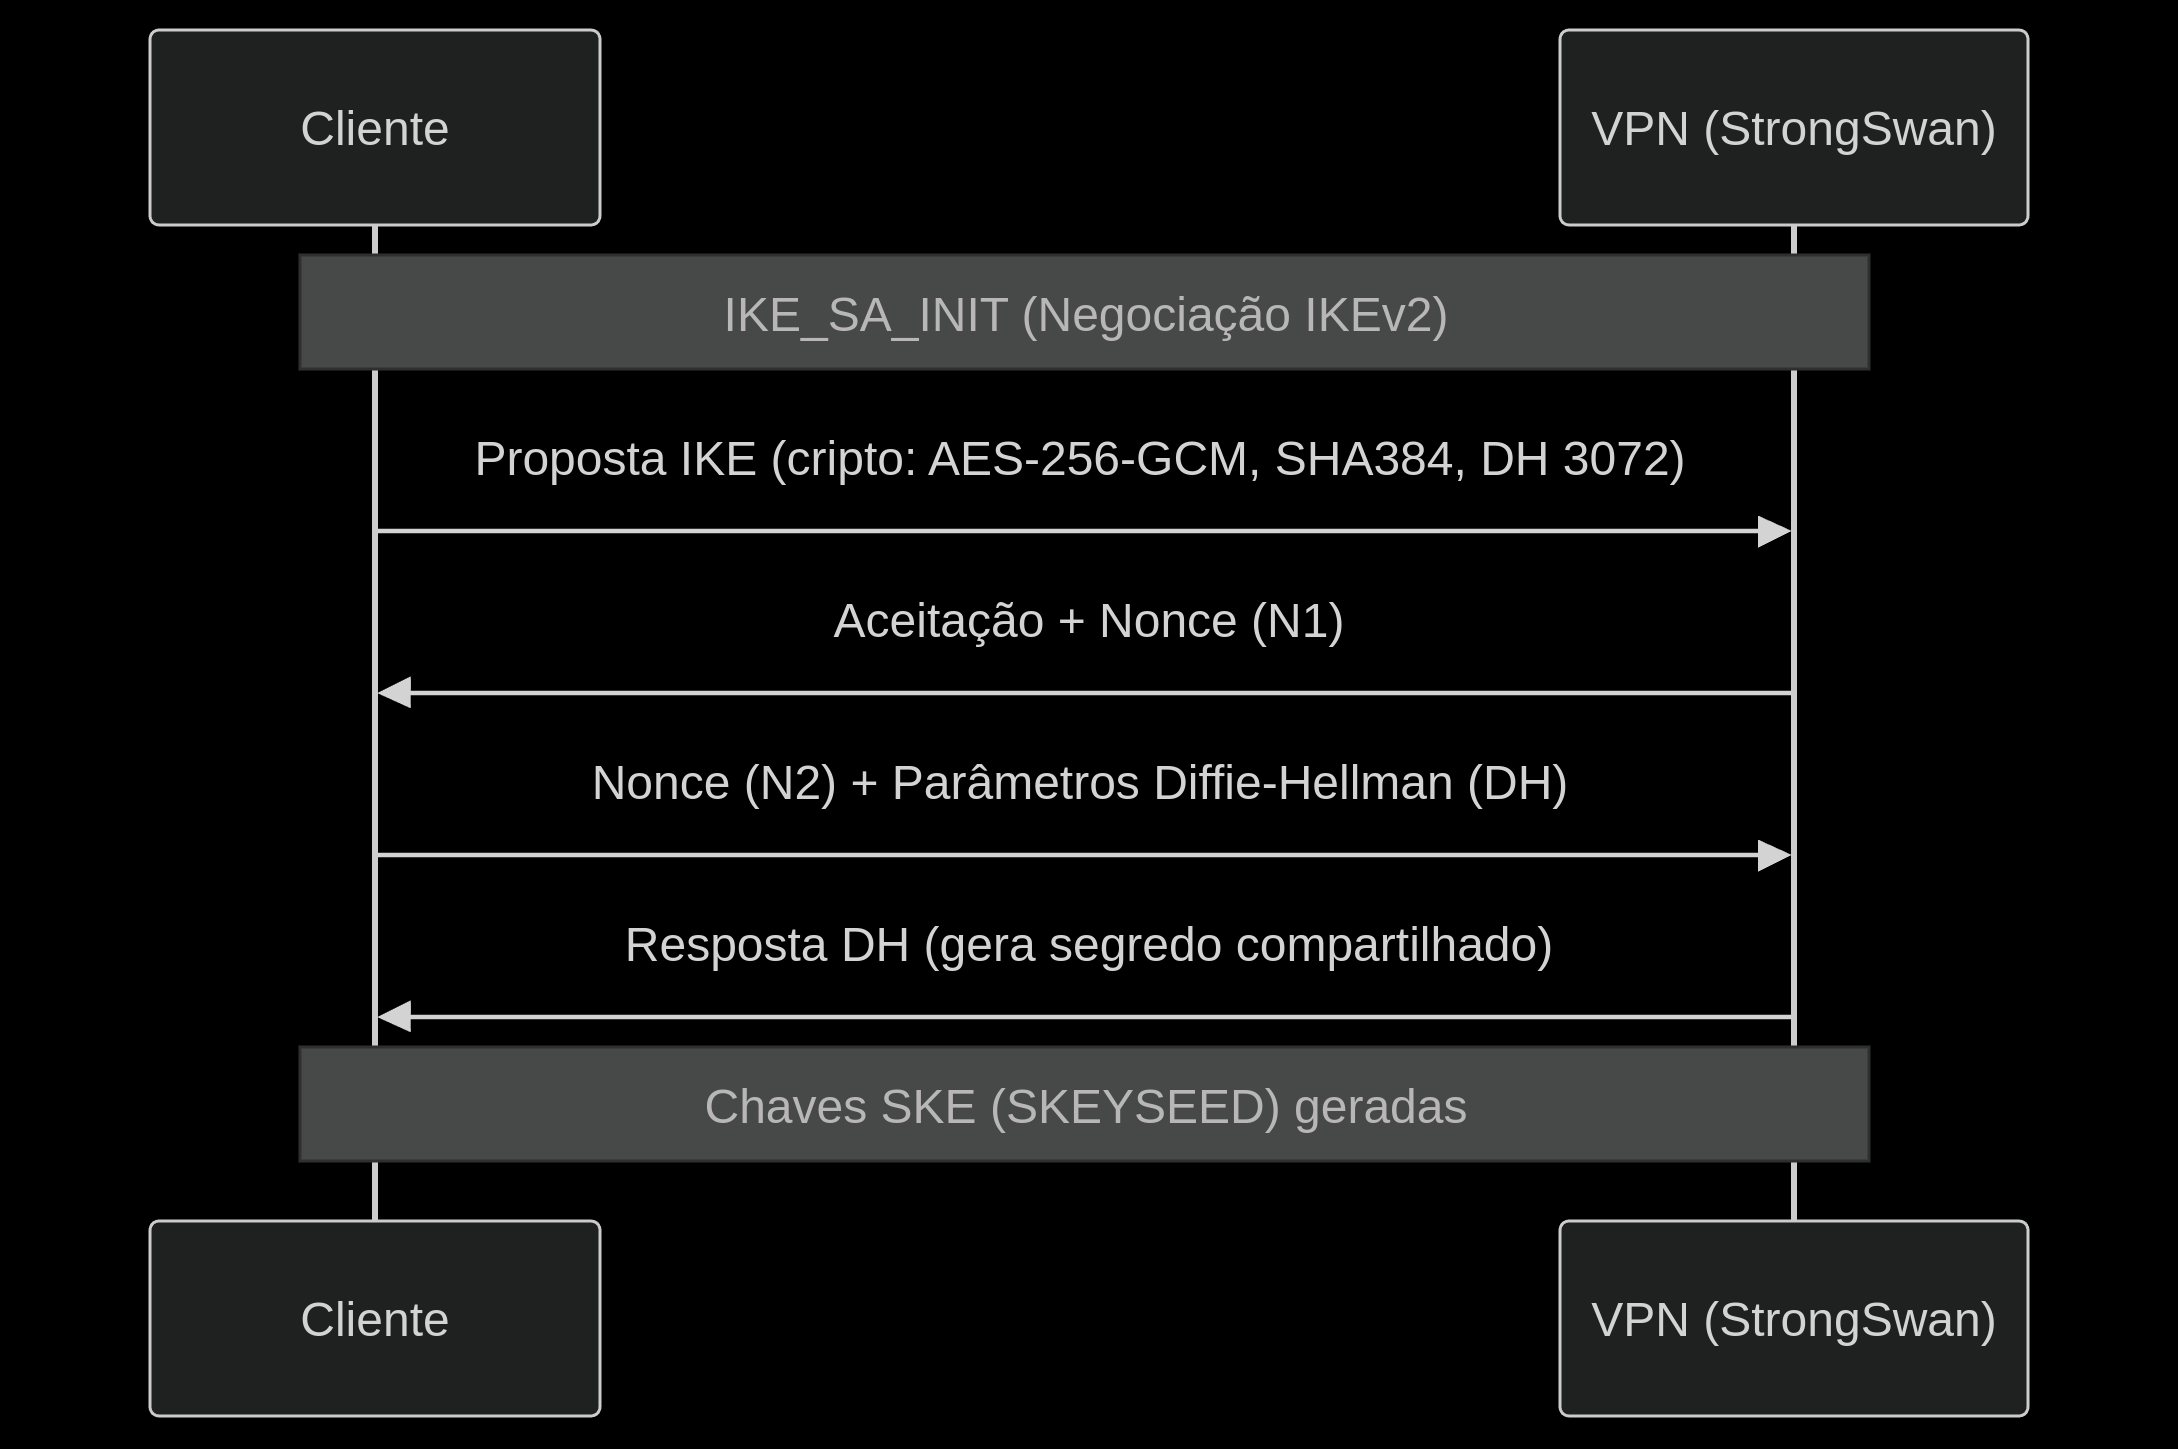 Cliente
VPN (StrongSwan)
IKE_SA_INIT (Negociação IKEv2)
Proposta IKE (cripto: AES-256-GCM, SHA384, DH 3072)
Aceitação + Nonce (N1)
Nonce (N2) + Parâmetros Diffie-Hellman (DH)
Resposta DH (gera segredo compartilhado)
Chaves SKE (SKEYSEED) geradas
Cliente
VPN (StrongSwan)